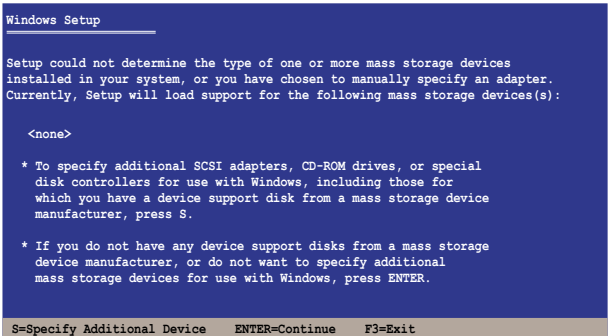 Windows Setup
Setup could not determine the type of one or more mass storage devices
installed in your system, or you have chosen to manually specify an adapter.
Currently, Setup will load support for the following mass storage devices(s):
<none>
* To specify additional SCSI adapters, CD-ROM drives, or special
disk controllers for use with Windows, including those for
which you have a device support disk from a mass storage device
manufacturer, press S.
* If you do not have any device support disks from a mass storage
device manufacturer, or do not want to specify additional
mass storage devices for use with Windows, press ENTER.
S=Specify Additional Device ENTER=Continue F3=Exit